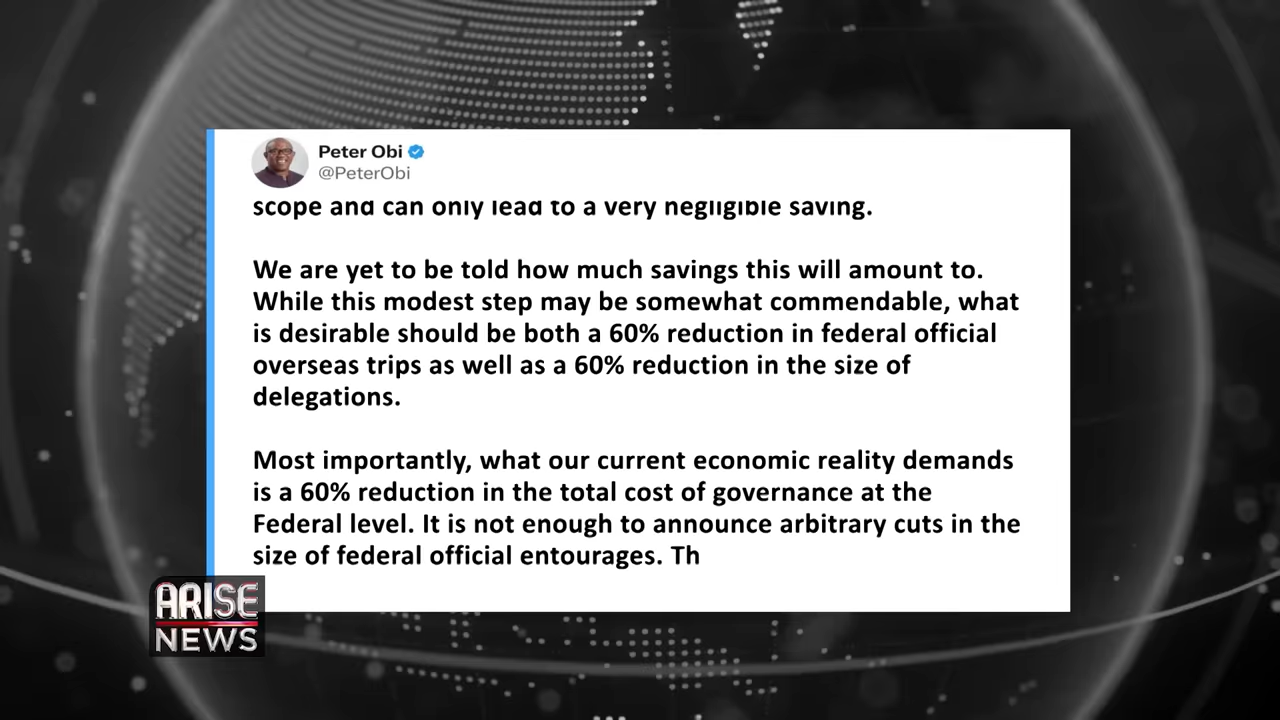 Peter Obi
@PeterObi
scope and can only lead to a very negligible saving.
We are yet to be told how much savings this will amount to.
While this modest step may be somewhat commendable, what
is desirable should be both a 60% reduction in federal official
overseas trips as well as a 60% reduction in the size of
delegations.
Most importantly, what our current economic reality demands
is a 60% reduction in the total cost of governance at the
Federal level. It is not enough to announce arbitrary cuts in the
size of federal official entourages. Th
ARISE
NEWS